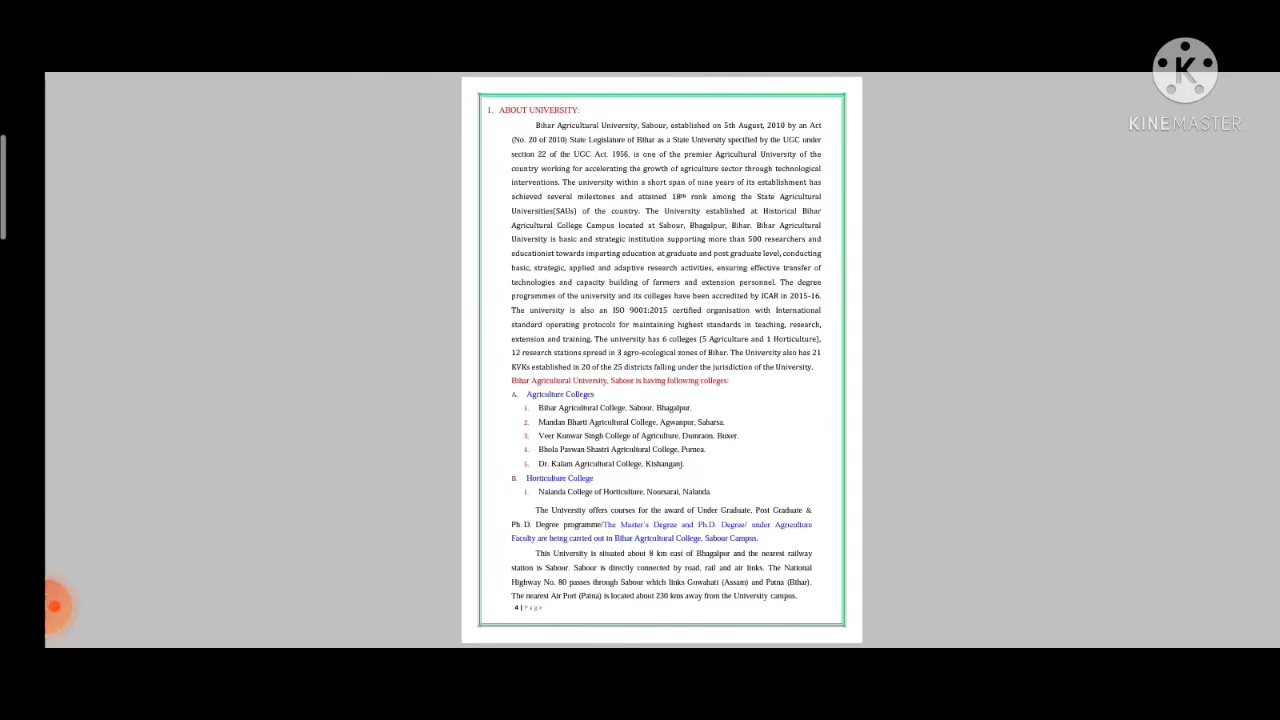 KINEMASTER
1. ABOUT UNIVERSITY:
Bihar Agricultural University, Sabour, established on 5th August, 2010 by an Act
(No. 20 of 2010) State Legislature of Bihar as a State University specified by the UGC under
section 22 of the UGC Act. 1956, is one of the premier Agricultural University of the
country working for accelerating the growth of agriculture sector through technological
interventions. The university within a short span of nine years of its establishment has
achieved several milestones and attained 18th rank among the State Agricultural
Universities(SAUs) of the country. The University established at Historical Bihar
Agricultural College Campus located at Sabour, Bhagalpur, Bihar. Bihar Agricultural
University is basic and strategic institution supporting more than 500 researchers and
educationist towards imparting education at graduate and post graduate level, conducting
basic, strategic, applied and adaptive research activities, ensuring effective transfer of
technologies and capacity building of farmers and extension personnel. The degree
programmes of the university and its colleges have been accredited by ICAR in 2015-16.
The university is also an ISO 9001:2015 certified organisation with International
standard operating protocols for maintaining highest standards in teaching, research,
extension and training. The university has 6 colleges (5 Agriculture and 1 Horticulture),
12 research stations spread in 3 agro-ecological zones of Bihar. The University also has 21
KVKs established in 20 of the 25 districts falling under the jurisdiction of the University.
Bihar Agricultural University, Sabour is having following colleges:
A. Agriculture Colleges
1. Bihar Agricultural College, Sabour, Bhagalpur.
2. Mandan Bharti Agricultural College, Agwanpur, Saharsa.
3. Veer Kunwar Singh College of Agriculture, Dumraon, Buxer.
4. Bhola Paswan Shastri Agricultural College, Purnea.
5. Dr. Kalam Agricultural College, Kishanganj.
B. Horticulture College
1. Nalanda College of Horticulture, Noorsarai, Nalanda.
The University offers courses for the award of Under Graduate, Post Graduate &
Ph. D. Degree programme/The Master's Degree and Ph.D. Degree/ under Agriculture
Faculty are being carried out in Bihar Agricultural College, Sabour Campus.
This University is situated about 8 km east of Bhagalpur and the nearest railway
station is Sabour. Sabour is directly connected by road, rail and air links. The National
Highway No. 80 passes through Sabour which links Guwahati (Assam) and Patna (Bihar).
The nearest Air Port (Patna) is located about 230 kms away from the University campus.
4 | Page